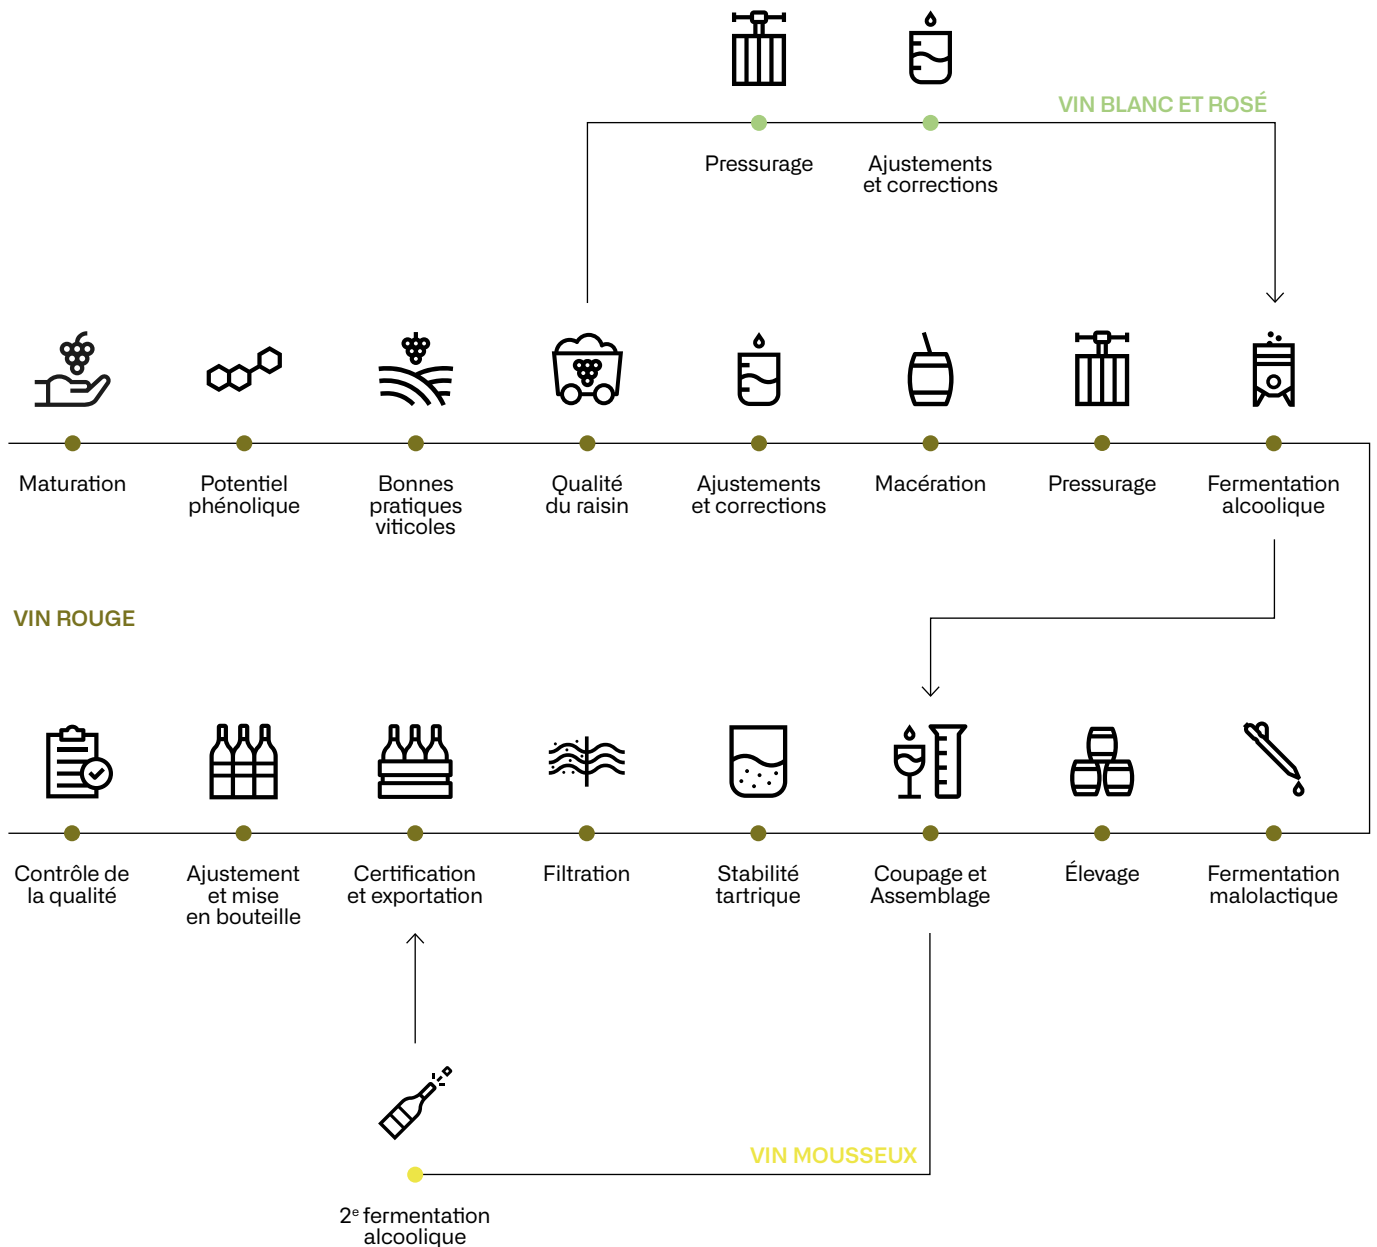 VIN BLANC ET ROSÉ
Pressurage
Ajustements
et corrections
Maturation
Potentiel
phénolique
Bonnes
pratiques
viticoles
Qualité
du raisin
Ajustements
et corrections
Macération
Pressurage
Fermentation
alcoolique
VIN ROUGE
Contrôle de
la qualité
Ajustement
et mise
en bouteille
Certification
et exportation
Filtration
Stabilité
tartrique
Coupage et
Assemblage
Élevage
Fermentation
malolactique
VIN MOUSSEUX
2ᵉ fermentation
alcoolique